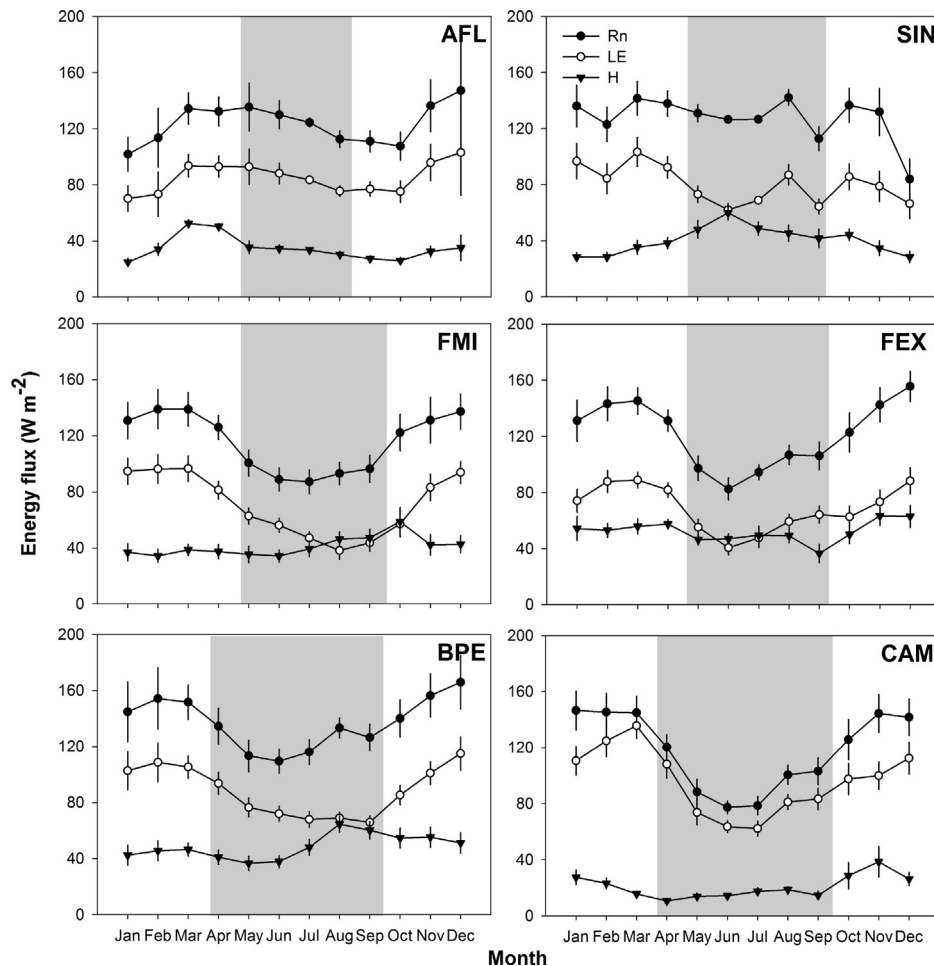 200 160 120 80 40 0
AFL
200 160 120 80 40 0
SIN
Rn
LE
H
200 160 120 80 40 0
FMI
200 160 120 80 40 0
FEX
Energy flux (W m-2)
200 160 120 80 40 0
BPE
200 160 120 80 40 0
CAM
Jan Feb Mar Apr May Jun Jul Aug Sep Oct Nov Dec
Jan Feb Mar Apr May Jun Jul Aug Sep Oct Nov Dec
Month